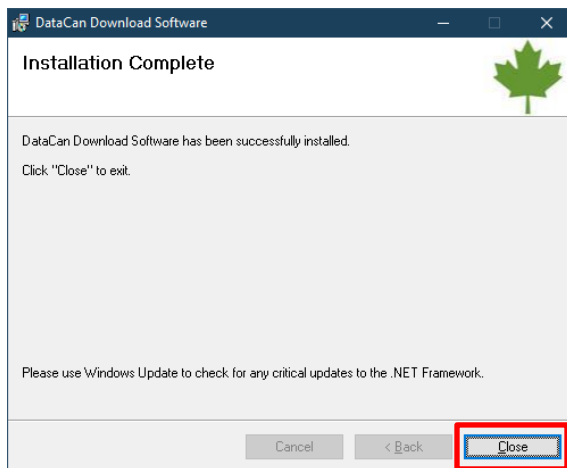 DataCan Download Software
Installation Complete
DataCan Download Software has been successfully installed.
Click "Close" to exit.
Please use Windows Update to check for any critical updates to the .NET Framework.
Cancel
< Back
Close